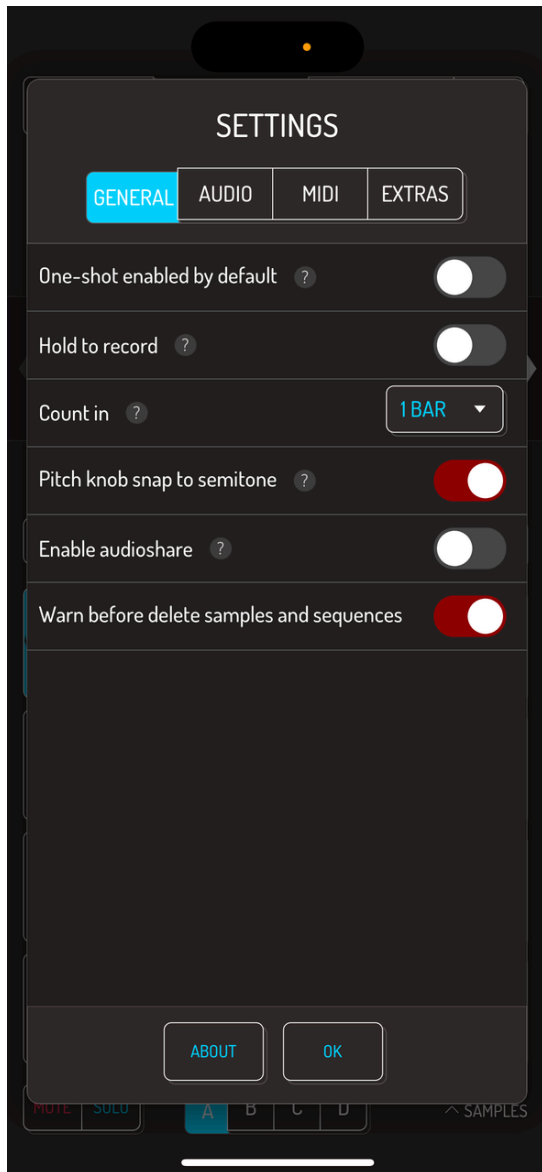 SETTINGS
GENERAL AUDIO MIDI EXTRAS
One-shot enabled by default ?
Hold to record ?
Count in ? 1 BAR
Pitch knob snap to semitone ?
Enable audioshare ?
Warn before delete samples and sequences
ABOUT OK
MUTE SOLO A B C D SAMPLES